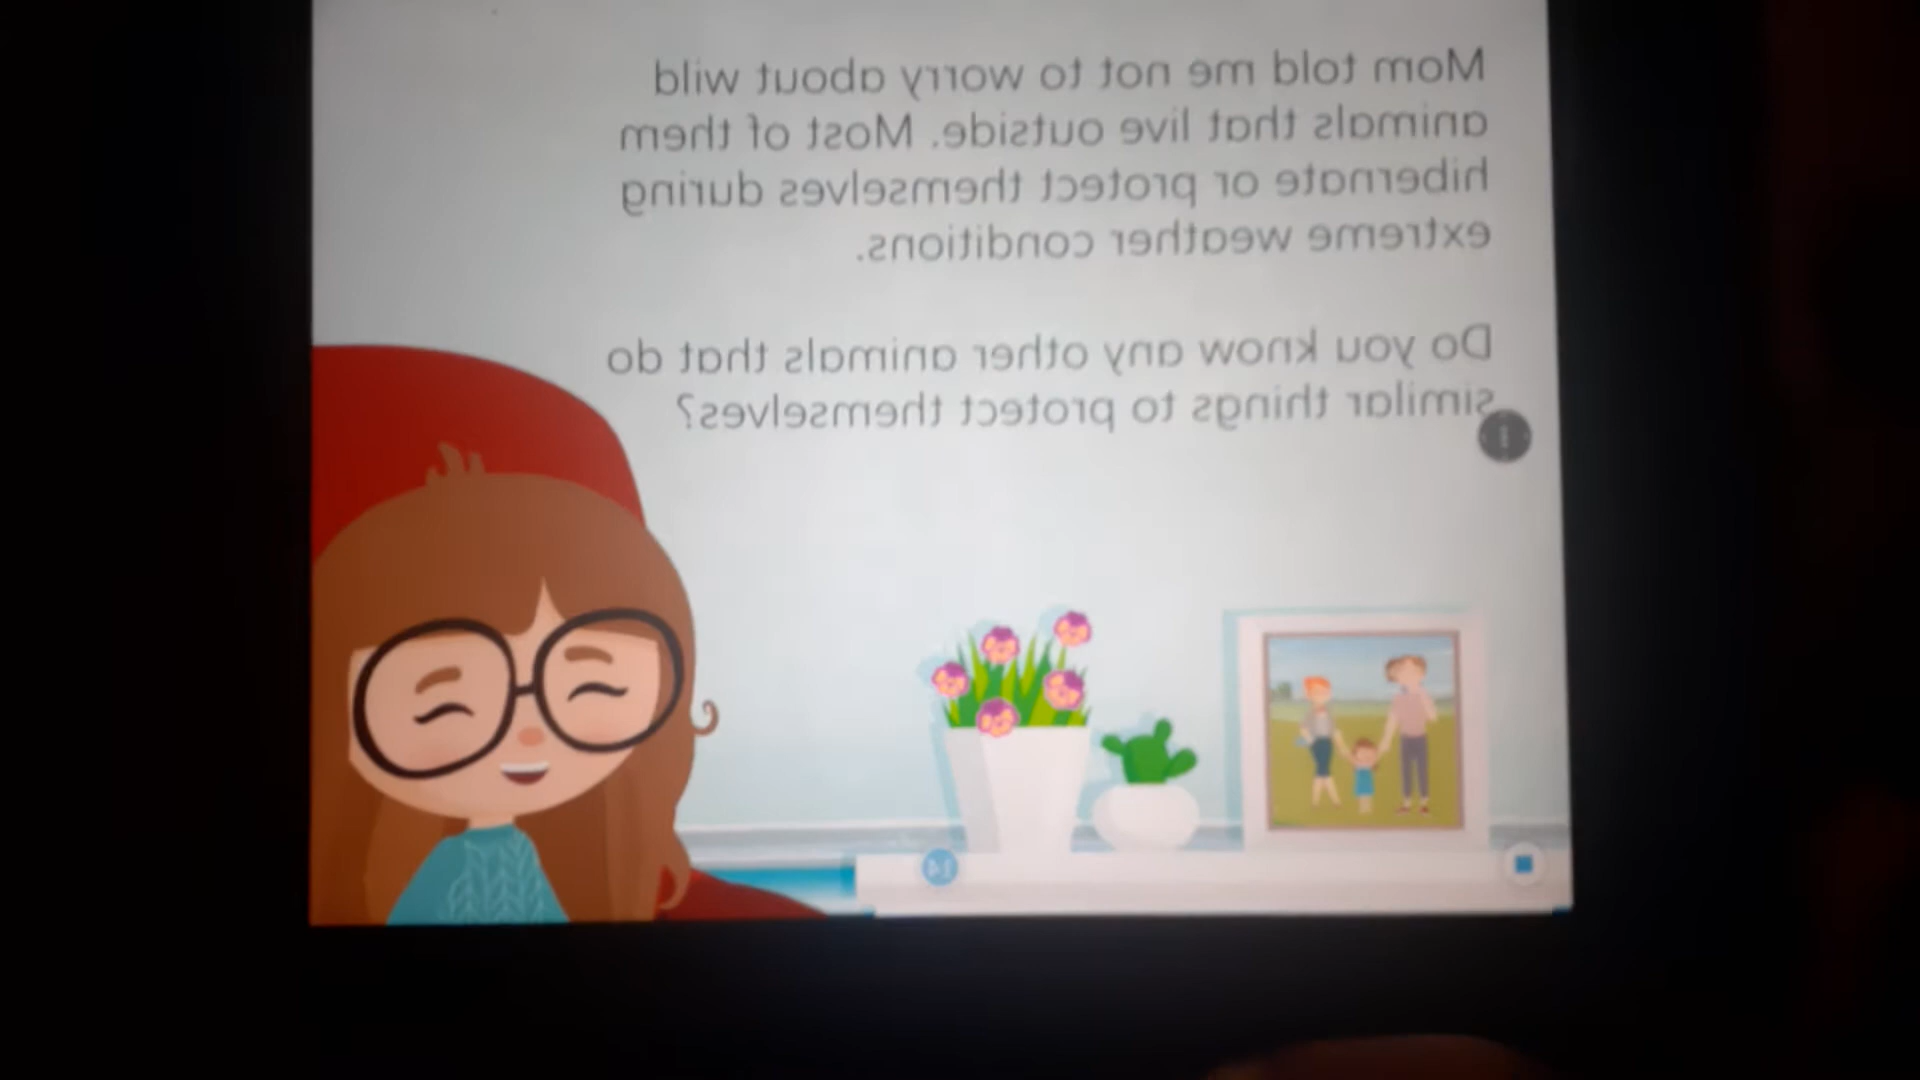 Mom told me not to worry about wild
animals that live outside. Most of them
hibernate or protect themselves during
extreme weather conditions.
Do you know any other animals that do
similar things to protect themselves?